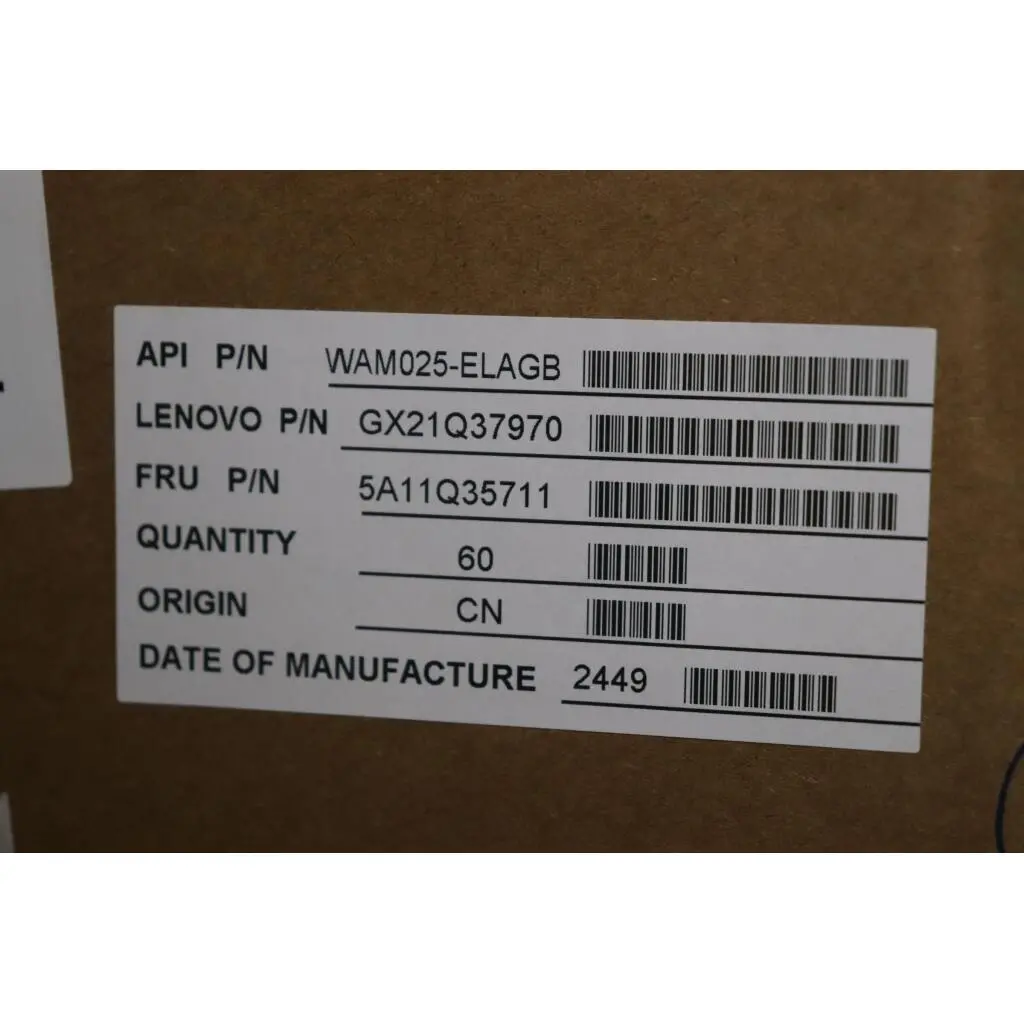 API P/N WAM025-ELAGB
LENOVO P/N GX21Q37970
FRU P/N 5A11Q35711
QUANTITY 60
ORIGIN CN
DATE OF MANUFACTURE 2449